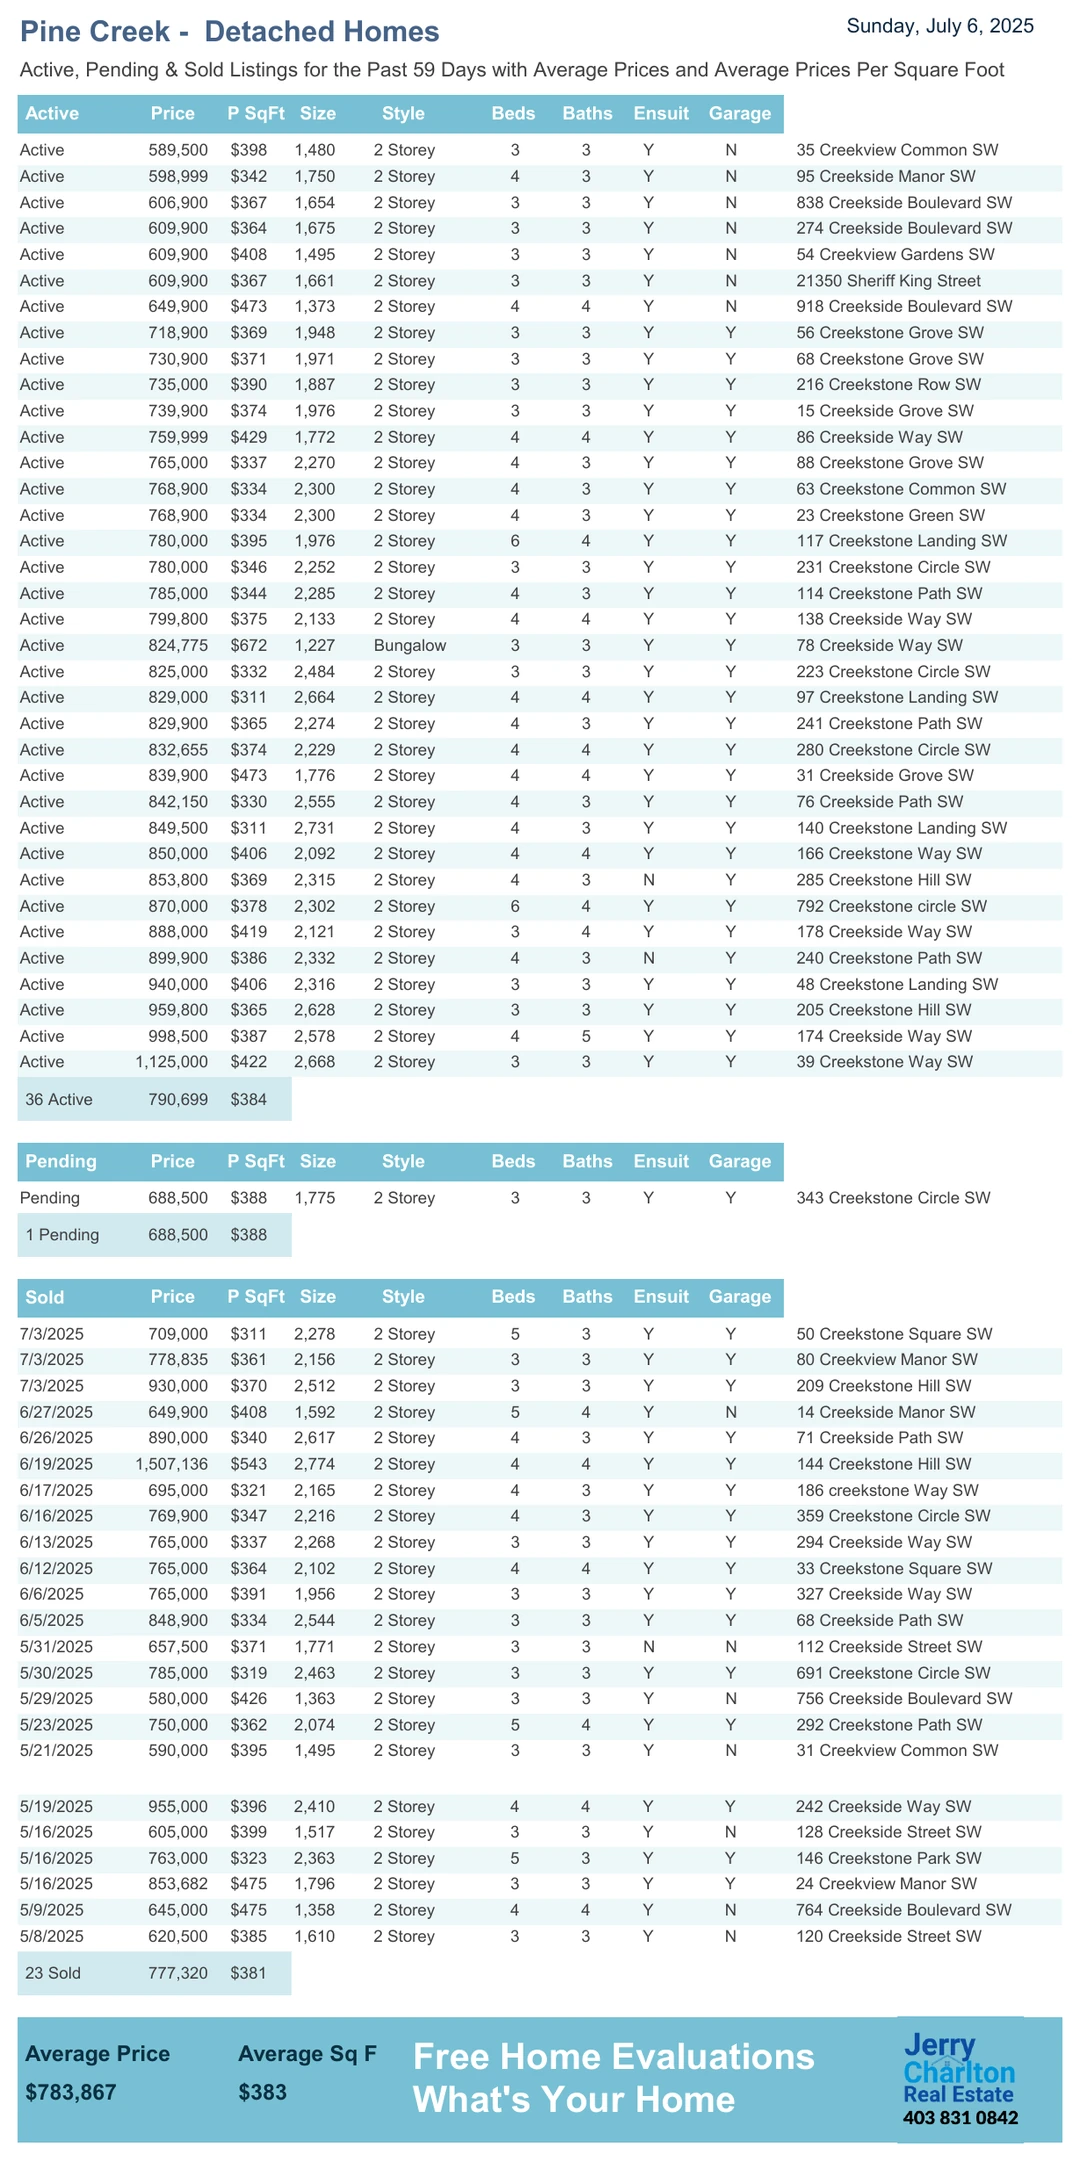 Pine Creek - Detached Homes
Sunday, July 6, 2025
Active, Pending & Sold Listings for the Past 59 Days with Average Prices and Average Prices Per Square Foot
Active Price P SqFt Size Style Beds Baths Ensuit Garage
Active 589,500 $398 1,480 2 Storey 3 3 Y N 35 Creekview Common SW
Active 598,999 $342 1,750 2 Storey 4 3 Y N 95 Creekside Manor SW
Active 606,900 $367 1,654 2 Storey 3 3 Y N 838 Creekside Boulevard SW
Active 609,900 $364 1,675 2 Storey 3 3 Y N 274 Creekside Boulevard SW
Active 609,900 $408 1,495 2 Storey 3 3 Y N 54 Creekview Gardens SW
Active 609,900 $367 1,661 2 Storey 3 3 Y N 21350 Sheriff King Street
Active 649,900 $473 1,373 2 Storey 4 4 Y N 918 Creekside Boulevard SW
Active 718,900 $369 1,948 2 Storey 3 3 Y Y 56 Creekstone Grove SW
Active 730,900 $371 1,971 2 Storey 3 3 Y Y 68 Creekstone Grove SW
Active 735,000 $390 1,887 2 Storey 3 3 Y Y 216 Creekstone Row SW
Active 739,900 $374 1,976 2 Storey 3 3 Y Y 15 Creekside Grove SW
Active 759,999 $429 1,772 2 Storey 4 4 Y Y 86 Creekside Way SW
Active 765,000 $337 2,270 2 Storey 4 3 Y Y 88 Creekstone Grove SW
Active 768,900 $334 2,300 2 Storey 4 3 Y Y 63 Creekstone Common SW
Active 768,900 $334 2,300 2 Storey 4 3 Y Y 23 Creekstone Green SW
Active 780,000 $395 1,976 2 Storey 6 4 Y Y 117 Creekstone Landing SW
Active 780,000 $346 2,252 2 Storey 3 3 Y Y 231 Creekstone Circle SW
Active 785,000 $344 2,285 2 Storey 4 3 Y Y 114 Creekstone Path SW
Active 799,800 $375 2,133 2 Storey 4 4 Y Y 138 Creekside Way SW
Active 824,775 $672 1,227 Bungalow 3 3 Y Y 78 Creekside Way SW
Active 825,000 $332 2,484 2 Storey 3 3 Y Y 223 Creekstone Circle SW
Active 829,000 $311 2,664 2 Storey 4 4 Y Y 97 Creekstone Landing SW
Active 829,900 $365 2,274 2 Storey 4 3 Y Y 241 Creekstone Path SW
Active 832,655 $374 2,229 2 Storey 4 4 Y Y 280 Creekstone Circle SW
Active 839,900 $473 1,776 2 Storey 4 4 Y Y 31 Creekside Grove SW
Active 842,150 $330 2,555 2 Storey 4 3 Y Y 76 Creekside Path SW
Active 849,500 $311 2,731 2 Storey 4 3 Y Y 140 Creekstone Landing SW
Active 850,000 $406 2,092 2 Storey 4 4 Y Y 166 Creekstone Way SW
Active 853,800 $369 2,315 2 Storey 4 3 N Y 285 Creekstone Hill SW
Active 870,000 $378 2,302 2 Storey 6 4 Y Y 792 Creekstone circle SW
Active 888,000 $419 2,121 2 Storey 3 4 Y Y 178 Creekside Way SW
Active 899,900 $386 2,332 2 Storey 4 3 N Y 240 Creekstone Path SW
Active 940,000 $406 2,316 2 Storey 3 3 Y Y 48 Creekstone Landing SW
Active 959,800 $365 2,628 2 Storey 3 3 Y Y 205 Creekstone Hill SW
Active 998,500 $387 2,578 2 Storey 4 5 Y Y 174 Creekside Way SW
Active 1,125,000 $422 2,668 2 Storey 3 3 Y Y 39 Creekstone Way SW
36 Active 790,699 $384
Pending Price P SqFt Size Style Beds Baths Ensuit Garage
Pending 688,500 $388 1,775 2 Storey 3 3 Y Y 343 Creekstone Circle SW
1 Pending 688,500 $388
Sold Price P SqFt Size Style Beds Baths Ensuit Garage
7/3/2025 709,000 $311 2,278 2 Storey 5 3 Y Y 50 Creekstone Square SW
7/3/2025 778,835 $361 2,156 2 Storey 3 3 Y Y 80 Creekview Manor SW
7/3/2025 930,000 $370 2,512 2 Storey 3 3 Y Y 209 Creekstone Hill SW
6/27/2025 649,900 $408 1,592 2 Storey 5 4 Y N 14 Creekside Manor SW
6/26/2025 890,000 $340 2,617 2 Storey 4 3 Y Y 71 Creekside Path SW
6/19/2025 1,507,136 $543 2,774 2 Storey 4 4 Y Y 144 Creekstone Hill SW
6/17/2025 695,000 $321 2,165 2 Storey 4 3 Y Y 186 creekstone Way SW
6/16/2025 769,900 $347 2,216 2 Storey 4 3 Y Y 359 Creekstone Circle SW
6/13/2025 765,000 $337 2,268 2 Storey 3 3 Y Y 294 Creekside Way SW
6/12/2025 765,000 $364 2,102 2 Storey 4 4 Y Y 33 Creekstone Square SW
6/6/2025 765,000 $391 1,956 2 Storey 3 3 Y Y 327 Creekside Way SW
6/5/2025 848,900 $334 2,544 2 Storey 3 3 Y Y 68 Creekside Path SW
5/31/2025 657,500 $371 1,771 2 Storey 3 3 N N 112 Creekside Street SW
5/30/2025 785,000 $319 2,463 2 Storey 3 3 Y Y 691 Creekstone Circle SW
5/29/2025 580,000 $426 1,363 2 Storey 3 3 Y N 756 Creekside Boulevard SW
5/23/2025 750,000 $362 2,074 2 Storey 5 4 Y Y 292 Creekstone Path SW
5/21/2025 590,000 $395 1,495 2 Storey 3 3 Y N 31 Creekview Common SW
5/19/2025 955,000 $396 2,410 2 Storey 4 4 Y Y 242 Creekside Way SW
5/16/2025 605,000 $399 1,517 2 Storey 3 3 Y N 128 Creekside Street SW
5/16/2025 763,000 $323 2,363 2 Storey 5 3 Y Y 146 Creekstone Park SW
5/16/2025 853,682 $475 1,796 2 Storey 3 3 Y Y 24 Creekview Manor SW
5/9/2025 645,000 $475 1,358 2 Storey 4 4 Y N 764 Creekside Boulevard SW
5/8/2025 620,500 $385 1,610 2 Storey 3 3 Y N 120 Creekside Street SW
23 Sold 777,320 $381
Average Price Average Sq F
$783,867 $383
Free Home Evaluations
What's Your Home
Jerry
Charlton
Real Estate
403 831 0842